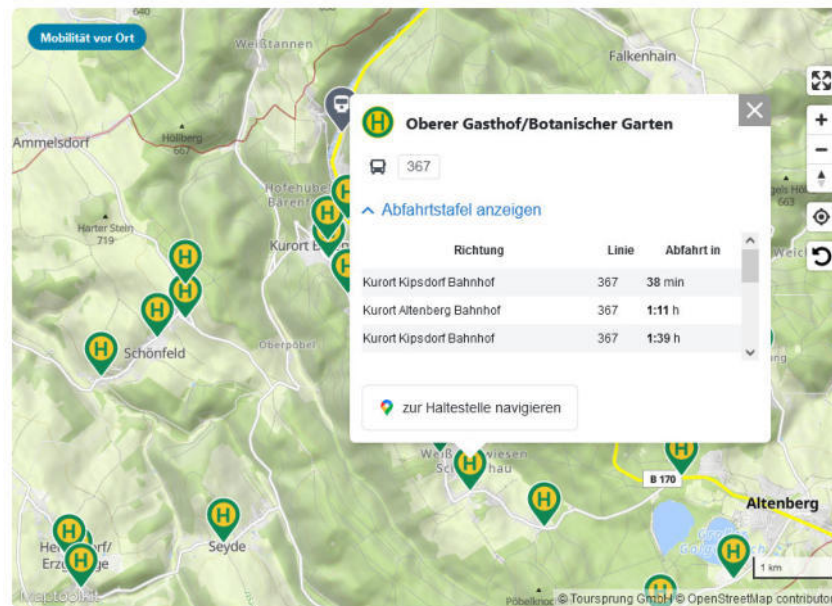 640
650
Mobilität vor Ort
Weißtannen
Falkenhain
Höllberg
667
Ammelsdorf
Hofehübel
Bärenf
Harter Stein
719
Kurort B
Oberpöbel
Schönfeld
H
Oberer Gasthof/Botanischer Garten
367
Abfahrtstafel anzeigen
Richtung Linie Abfahrt in
Kurort Kipsdorf Bahnhof 367 38 min
Kurort Altenberg Bahnhof 367 1:11 h
Kurort Kipsdorf Bahnhof 367 1:39 h
zur Haltestelle navigieren
663
B 170
Altenberg
Seyde
1 km
maptoolkit
© Toursprung GmbH © OpenStreetMap contributor